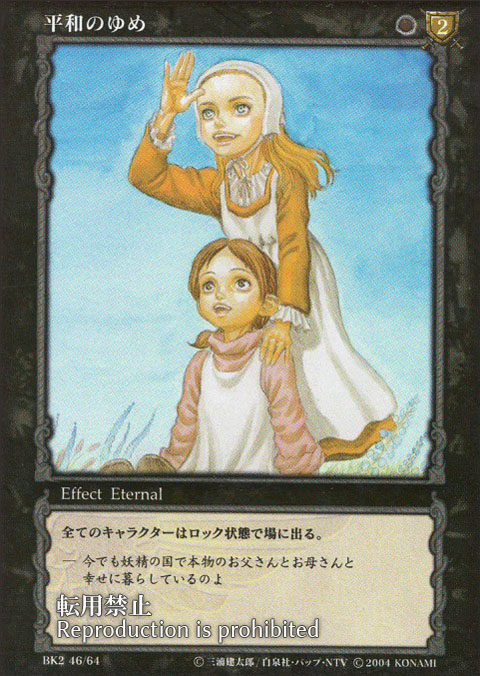 平和のゆめ
2
Effect Eternal
全てのキャラクターはロック状態で場に出る。
― 今でも妖精の国で本物のお父さんとお母さんと
幸せに暮らしているのよ
転用禁止
Reproduction is prohibited
BK2 46/64
© 三浦建太郎/白泉社・バップ・NTV © 2004 KONAMI